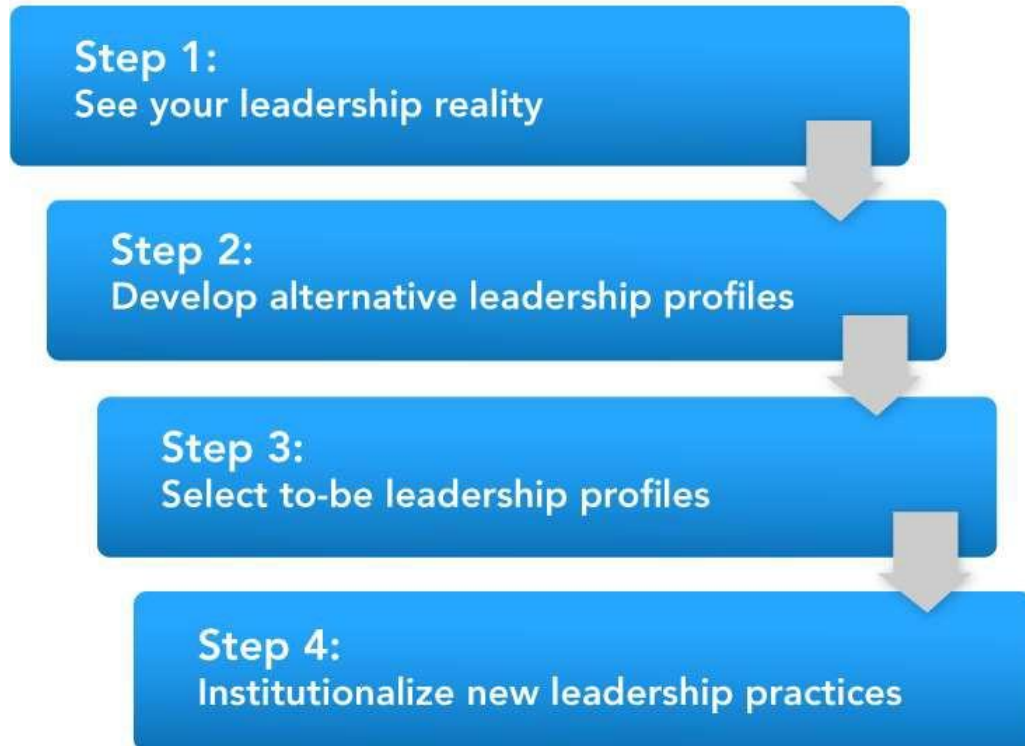 Step 1:
See your leadership reality
Step 2:
Develop alternative leadership profiles
Step 3:
Select to-be leadership profiles
Step 4:
Institutionalize new leadership practices